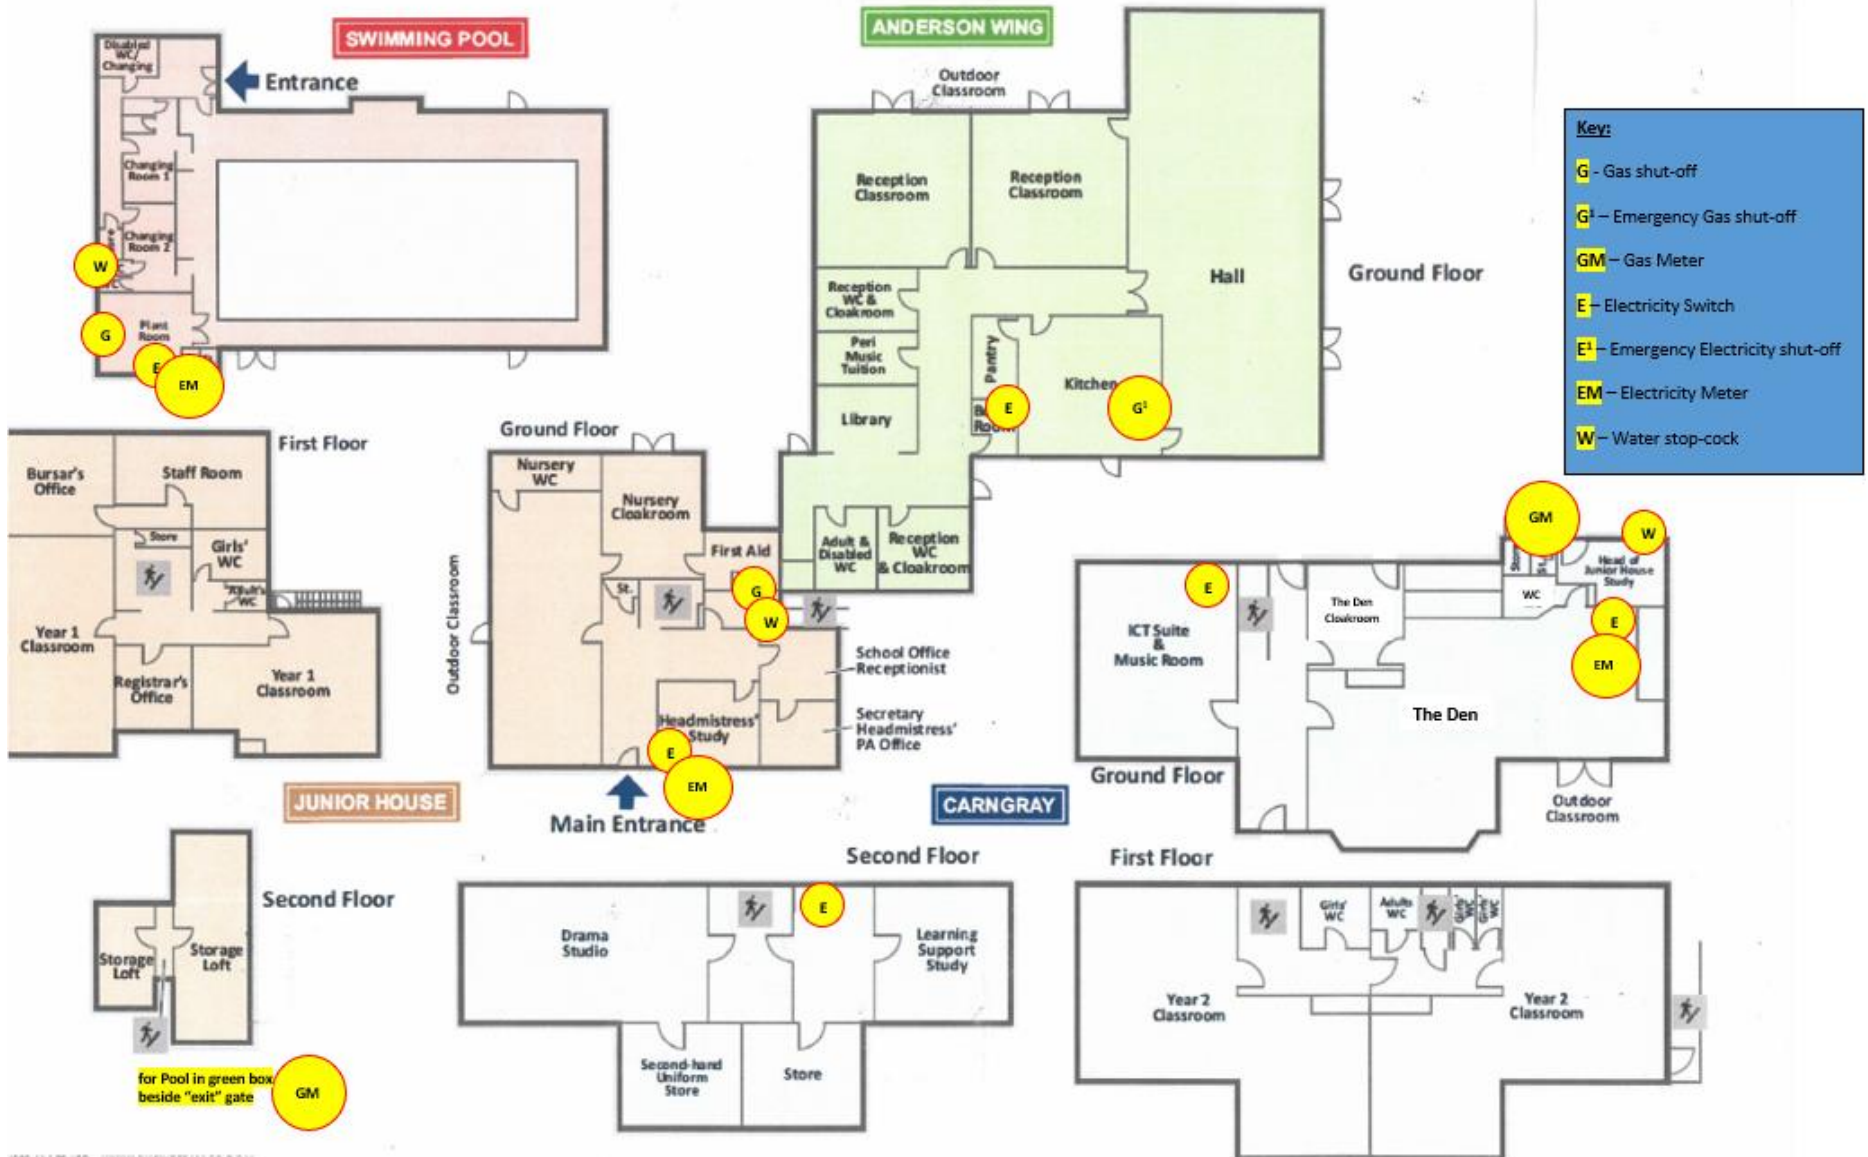 SWIMMING POOL
Disabled
WC/
Changing
Entrance
Changing
Room 1
Changing
Room 2
W
G
Plant
Room
E
EM
ANDERSON WING
Outdoor
Classroom
Reception
Classroom
Reception
Classroom
Hall
Ground Floor
Reception
WC &
Cloakroom
Peri
Music
Tuition
Library
Pantry
Kitchen
E
G¹
Room
Adult &
Disabled
WC
Reception
WC
& Cloakroom
Key:
G - Gas shut-off
G¹ – Emergency Gas shut-off
GM – Gas Meter
E – Electricity Switch
E¹ – Emergency Electricity shut-off
EM – Electricity Meter
W – Water stop-cock
First Floor
Bursar's
Office
Staff Room
Store
Girls'
WC
Adult's
WC
Year 1
Classroom
Registrar's
Office
Year 1
Classroom
JUNIOR HOUSE
Ground Floor
Nursery
WC
Nursery
Cloakroom
First Aid
Outdoor Classroom
St.
G
W
School Office
Receptionist
Headmistress'
Study
Secretary
Headmistress'
PA Office
E
EM
Main Entrance
CARNGRAY
GM
W
E
ICT Suite
&
Music Room
The Den
Cloakroom
St.
WC
Head of
Junior House
Study
E
EM
The Den
Ground Floor
Outdoor
Classroom
Second Floor
Storage
Loft
Storage
Loft
for Pool in green box
beside "exit" gate
GM
Second Floor
Drama
Studio
E
Learning
Support
Study
Second-hand
Uniform
Store
Store
First Floor
Girls'
WC
Adults
WC
Girls'
WC
Girls'
WC
Year 2
Classroom
Year 2
Classroom